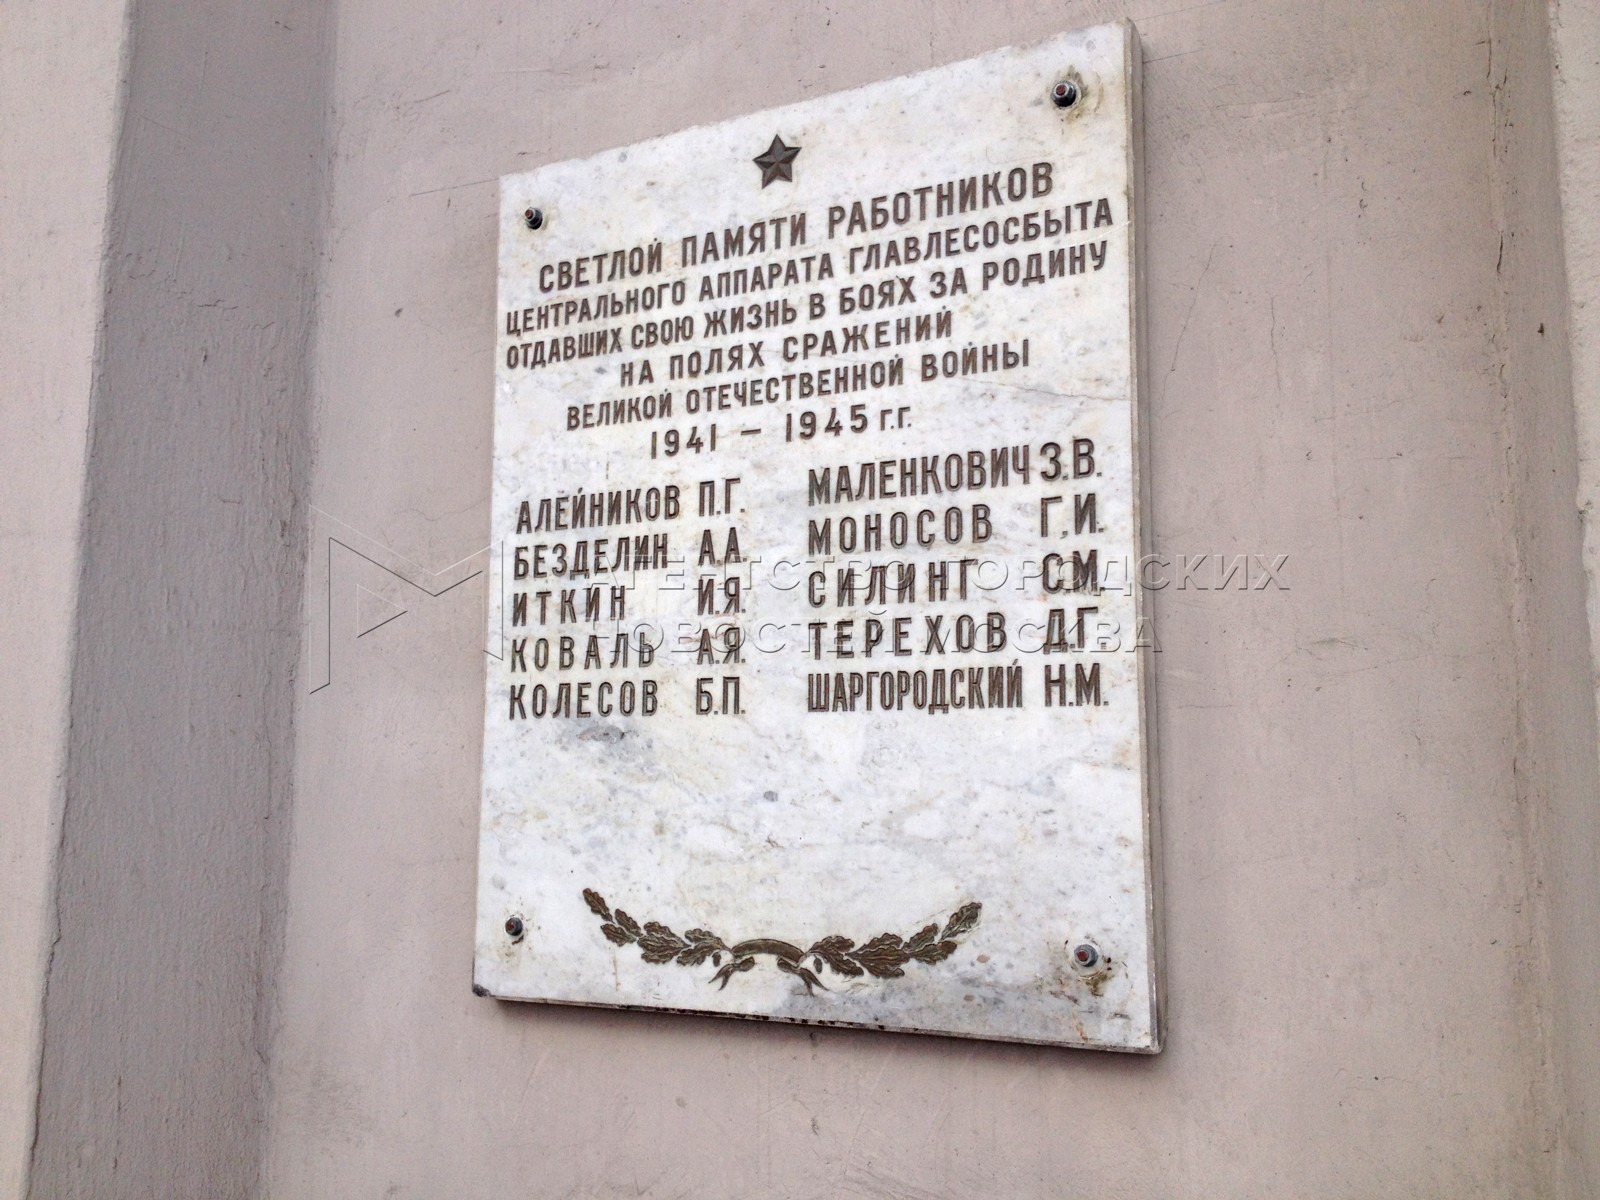 СВЕТЛОЙ ПАМЯТИ РАБОТНИКОВ
ЦЕНТРАЛЬНОГО АППАРАТА ГЛАВЛЕСОСБЫТА
ОТДАВШИХ СВОЮ ЖИЗНЬ В БОЯХ ЗА РОДИНУ
НА ПОЛЯХ СРАЖЕНИЙ
ВЕЛИКОЙ ОТЕЧЕСТВЕННОЙ ВОЙНЫ
1941 – 1945 Г.Г.
АЛЕЙНИКОВ П.Г.
БЕЗДЕЛИН А.А.
ИТКИН И.Я.
КОВАЛЬ А.Я.
КОЛЕСОВ Б.П.
МАЛЕНКОВИЧ З.В.
МОНОСОВ Г.И.
СИЛИНГ С.М.
ТЕРЕХОВ Д.Г.
ШАРГОРОДСКИЙ Н.М.
АГЕНТСТВО ГОРОДСКИХ
НОВОСТЕЙ МОСКВА